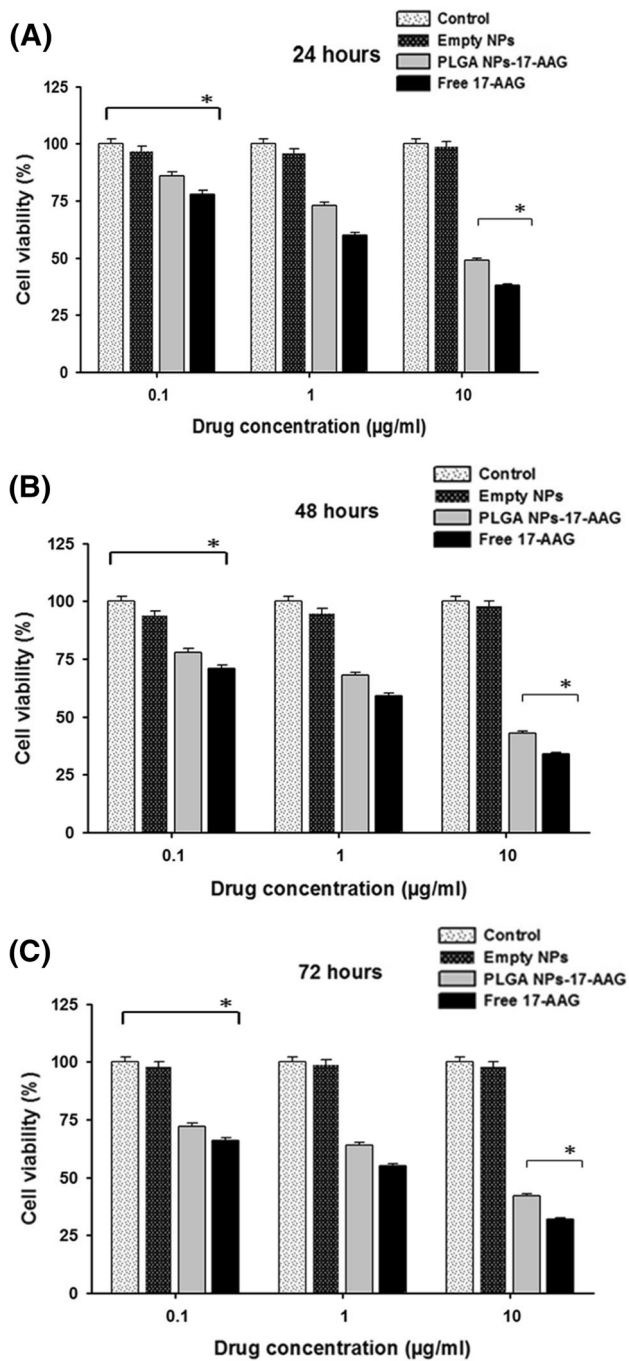 (A)
Control
Empty NPs
PLGA NPs-17-AAG
Free 17-AAG
24 hours
*
*
125
100
75
50
25
0
Cell viability (%)
0.1 1 10
Drug concentration (µg/ml)
(B)
Control
Empty NPs
PLGA NPs-17-AAG
Free 17-AAG
48 hours
*
*
125
100
75
50
25
0
Cell viability (%)
0.1 1 10
Drug concentration (µg/ml)
(C)
Control
Empty NPs
PLGA NPs-17-AAG
Free 17-AAG
72 hours
*
*
125
100
75
50
25
0
Cell viability (%)
0.1 1 10
Drug concentration (µg/ml)